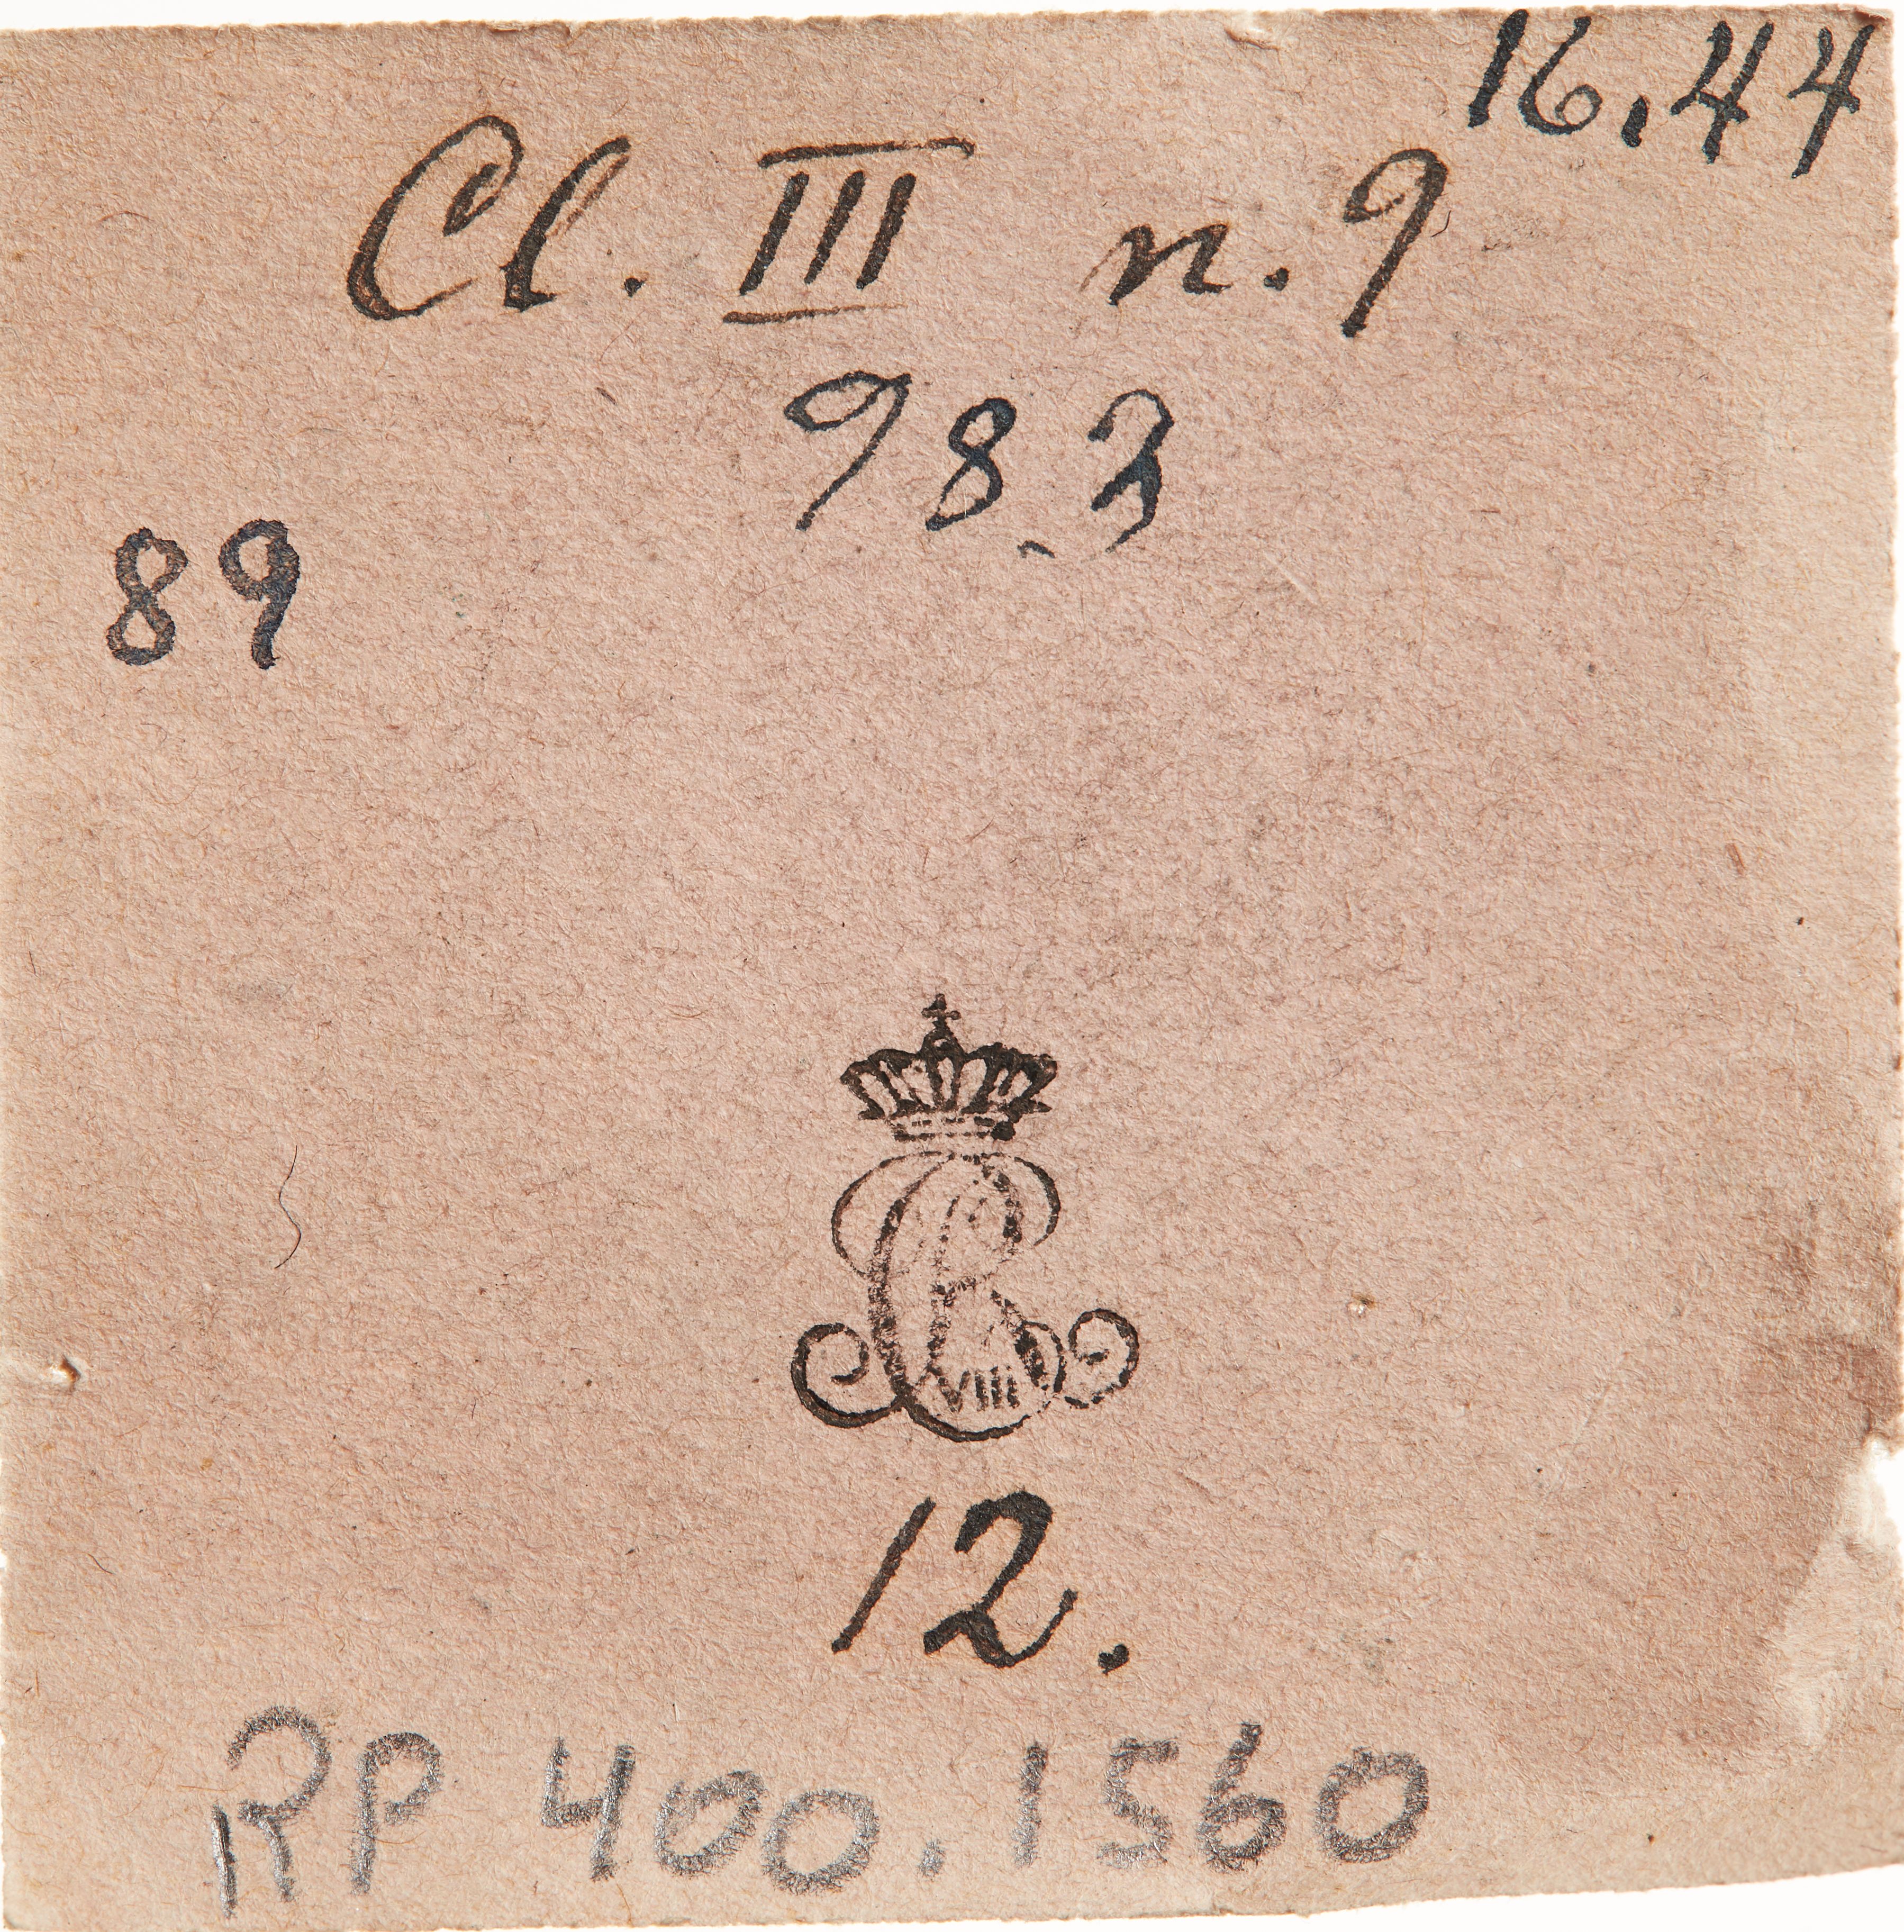 16.44
Cl. III n. 9
983
89
VIII
12.
RP 400.1560